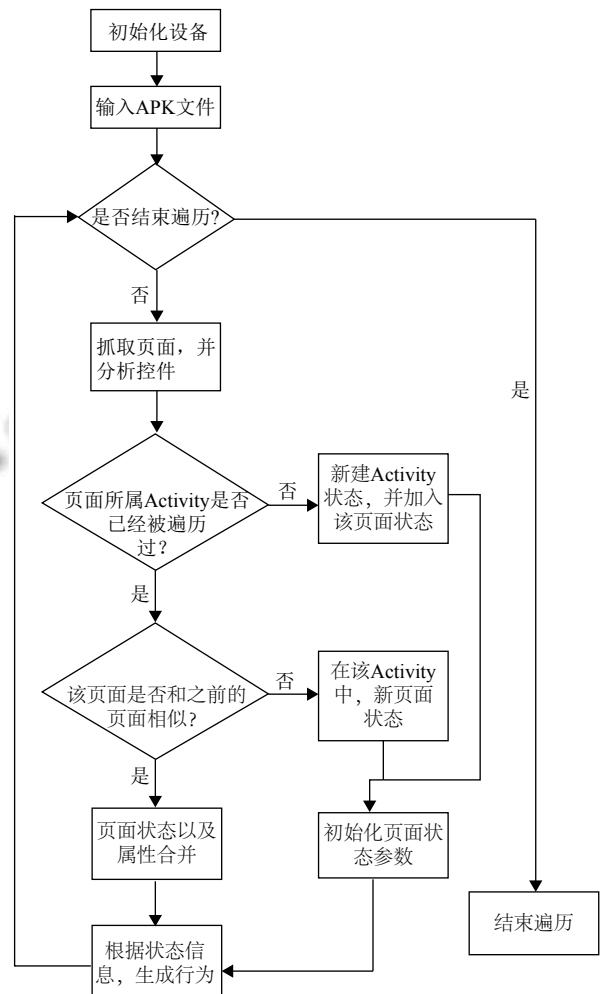 初始化设备
输入APK文件
是否结束遍历?
否
抓取页面，并
分析控件
是
页面所属Activity是否
已经被遍历
过?
否
新建Activity
状态，并加入
该页面状态
是
该页面是否和之前的
页面相似?
否
在该Activity
中，新页面
状态
是
页面状态以及
属性合并
初始化页面状
态参数
结束遍历
根据状态信
息，生成行为